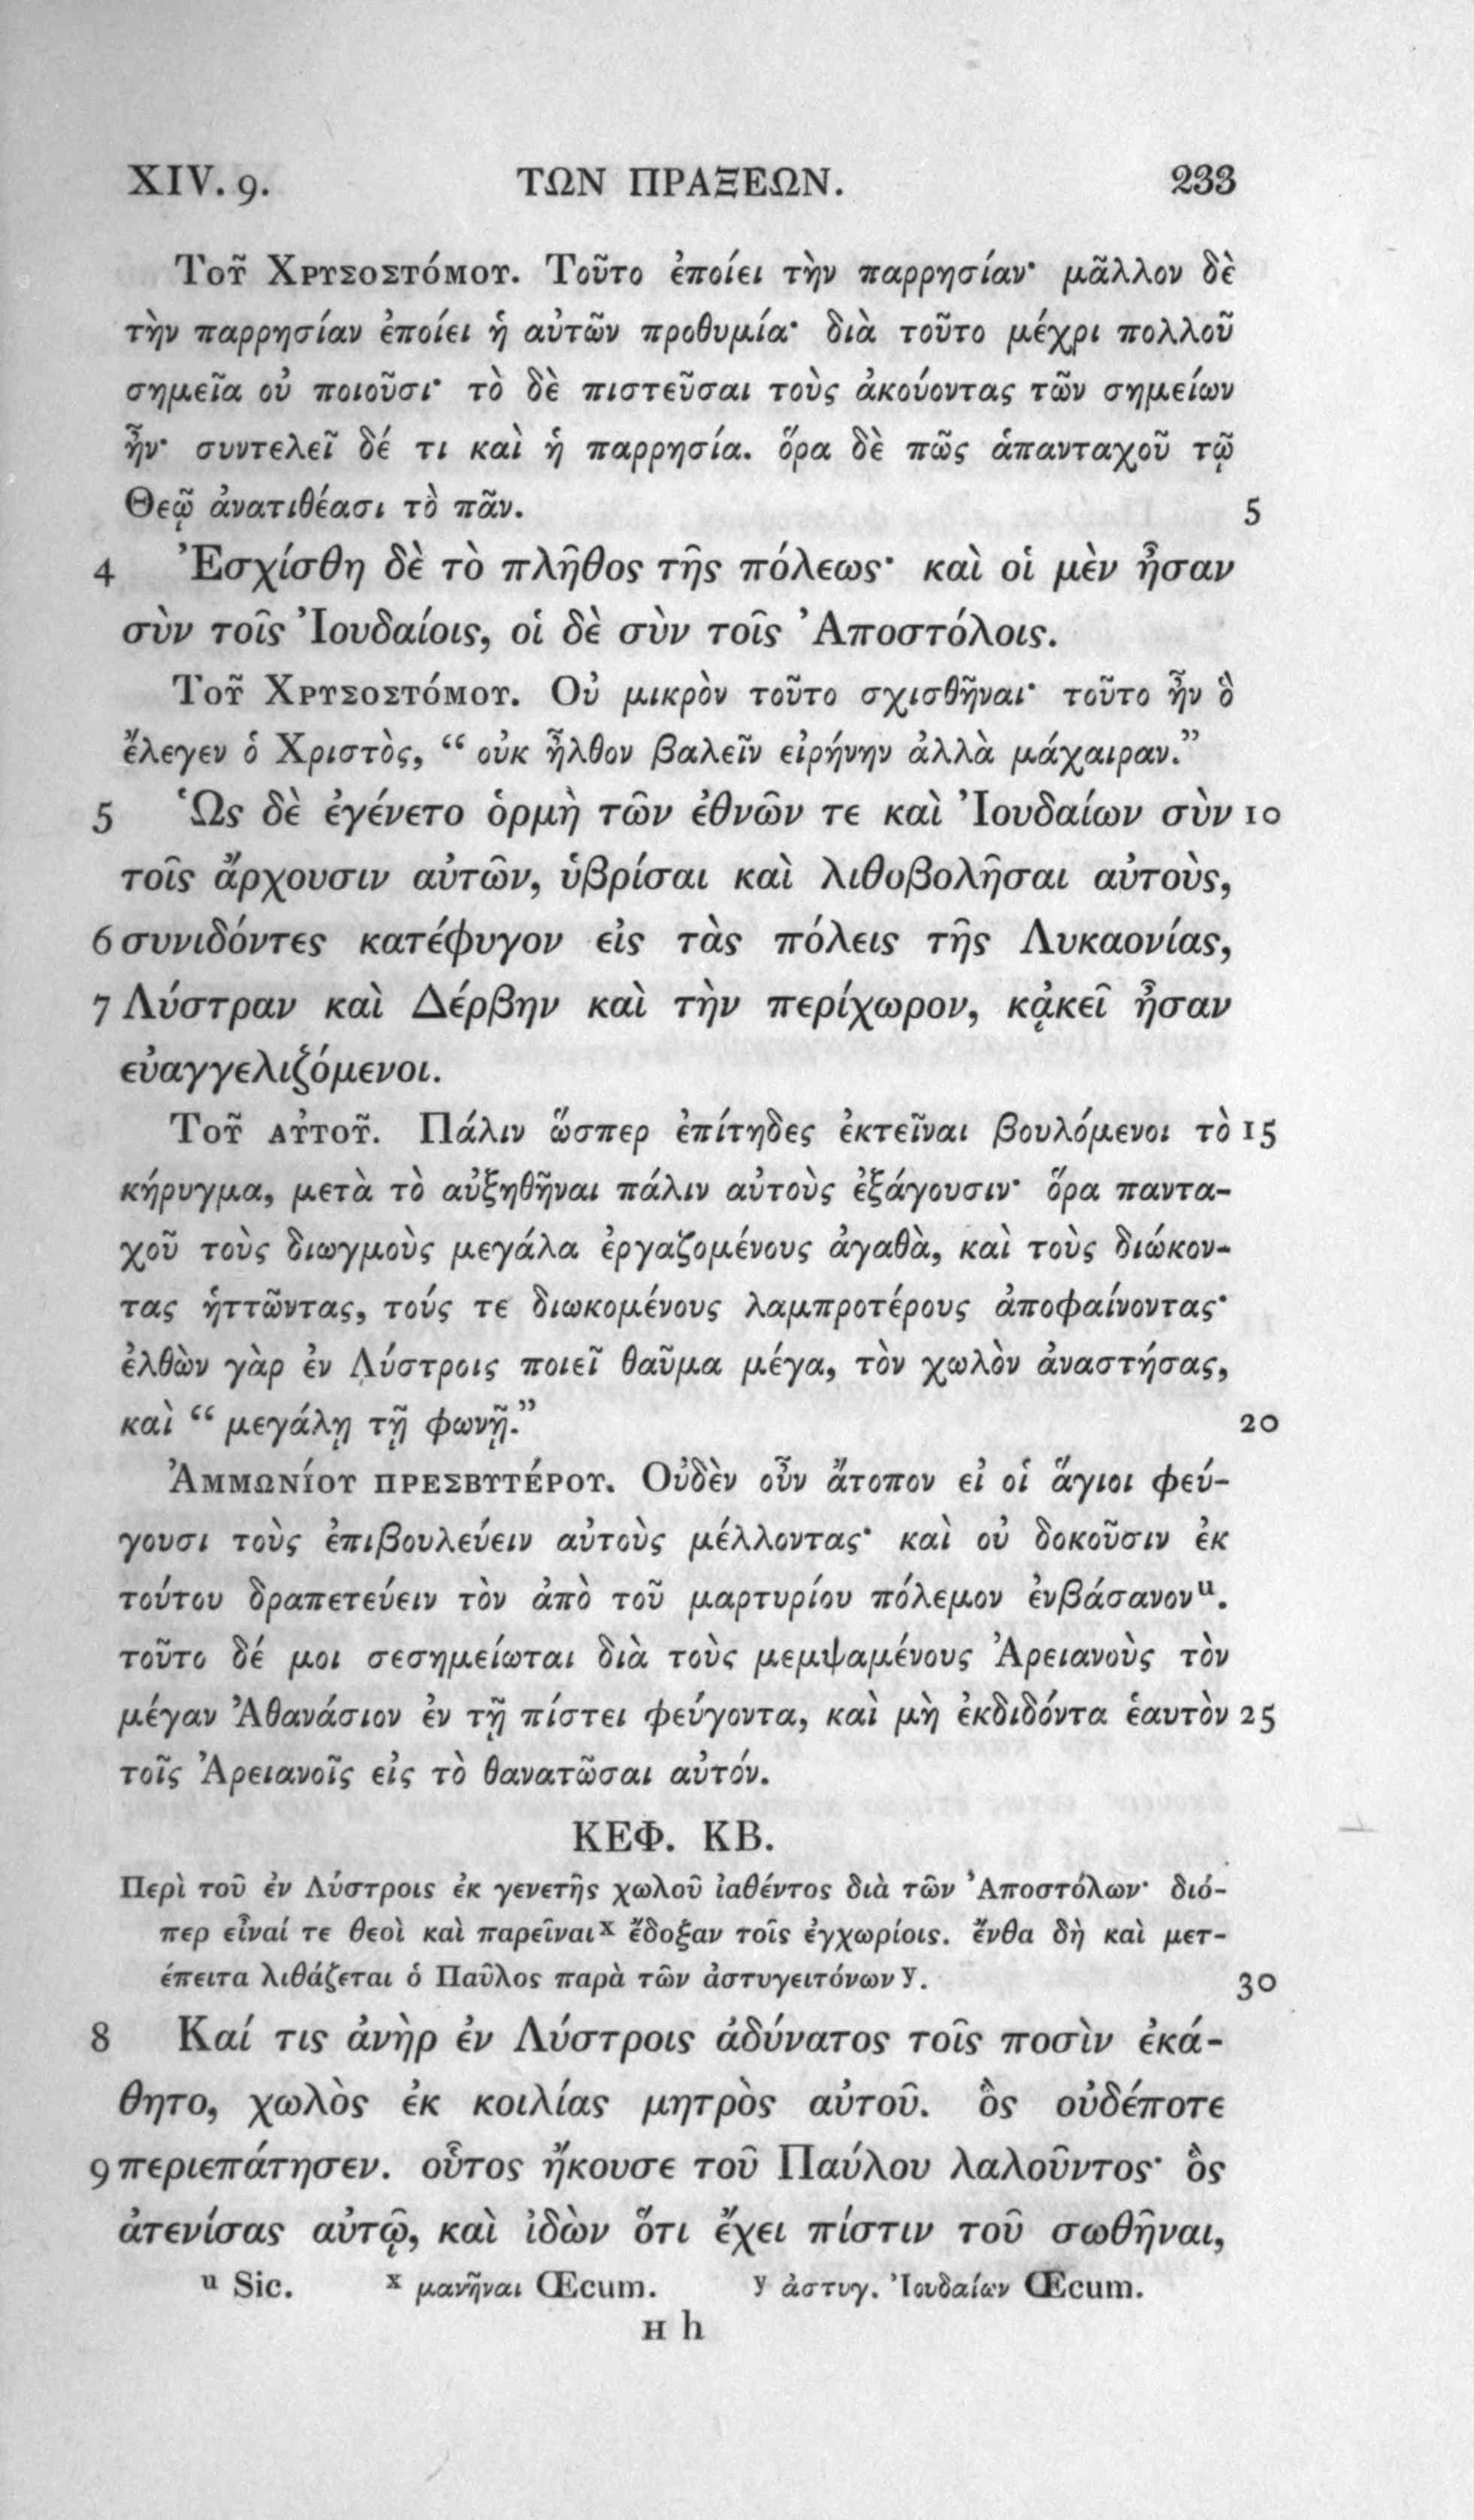 XIV. 9. ΤΩΝ ΠΡΑΞΕΩΝ. 233
Τοῦ Χρυσοστόμου. Τοῦτο ἐποίει τὴν παρρησίαν· μᾶλλον δὲ
τὴν παρρησίαν ἐποίει ἡ αὐτῶν προθυμία· διὰ τοῦτο μέχρι πολλοῦ
σημεῖα οὐ ποιοῦσι· τὸ δὲ πιστεῦσαι τοὺς ἀκούοντας τῶν σημείων
ἦν· συντελεῖ δέ τι καὶ ἡ παρρησία. ὅρα δὲ πῶς ἁπανταχοῦ τῷ
Θεῷ ἀνατιθέασι τὸ πᾶν. 5
4 Ἐσχίσθη δὲ τὸ πλῆθος τῆς πόλεως· καὶ οἱ μὲν ἦσαν
σὺν τοῖς Ἰουδαίοις, οἱ δὲ σὺν τοῖς Ἀποστόλοις.
Τοῦ Χρυσοστόμου. Οὐ μικρὸν τοῦτο σχισθῆναι· τοῦτο ἦν ὃ
ἔλεγεν ὁ Χριστὸς, “ οὐκ ἦλθον βαλεῖν εἰρήνην ἀλλὰ μάχαιραν.”
5 Ὡς δὲ ἐγένετο ὁρμὴ τῶν ἐθνῶν τε καὶ Ἰουδαίων σὺν 10
τοῖς ἄρχουσιν αὐτῶν, ὑβρίσαι καὶ λιθοβολῆσαι αὐτοὺς,
6 συνιδόντες κατέφυγον εἰς τὰς πόλεις τῆς Λυκαονίας,
7 Λύστραν καὶ Δέρβην καὶ τὴν περίχωρον, κᾀκεῖ ἦσαν
εὐαγγελιζόμενοι.
Τοῦ αὐτοῦ. Πάλιν ὥσπερ ἐπίτηδες ἐκτεῖναι βουλόμενοι τὸ 15
κήρυγμα, μετὰ τὸ αὐξηθῆναι πάλιν αὐτοὺς ἐξάγουσιν· ὅρα παντα-
χοῦ τοὺς διωγμοὺς μεγάλα ἐργαζομένους ἀγαθὰ, καὶ τοὺς διώκον-
τας ἡττῶντας, τούς τε διωκομένους λαμπροτέρους ἀποφαίνοντας·
ἐλθὼν γὰρ ἐν Λύστροις ποιεῖ θαῦμα μέγα, τὸν χωλὸν ἀναστήσας,
καὶ “ μεγάλῃ τῇ φωνῇ.” 20
Ἀμμωνίου πρεσβυτέρου. Οὐδὲν οὖν ἄτοπον εἰ οἱ ἅγιοι φεύ-
γουσι τοὺς ἐπιβουλεύειν αὐτοὺς μέλλοντας· καὶ οὐ δοκοῦσιν ἐκ
τούτου δραπετεύειν τὸν ἀπὸ τοῦ μαρτυρίου πόλεμον ἐνβάσανον u.
τοῦτο δέ μοι σεσημείωται διὰ τοὺς μεμψαμένους Ἀρειανοὺς τὸν
μέγαν Ἀθανάσιον ἐν τῇ πίστει φεύγοντα, καὶ μὴ ἐκδιδόντα ἑαυτὸν 25
τοῖς Ἀρειανοῖς εἰς τὸ θανατῶσαι αὐτόν.
ΚΕΦ. ΚΒ.
Περὶ τοῦ ἐν Λύστροις ἐκ γενετῆς χωλοῦ ἰαθέντος διὰ τῶν Ἀποστόλων· διό-
περ εἶναί τε θεοὶ καὶ παρεῖναι x ἔδοξαν τοῖς ἐγχωρίοις. ἔνθα δὴ καὶ μετ-
έπειτα λιθάζεται ὁ Παῦλος παρὰ τῶν ἀστυγειτόνων y. 30
8 Καί τις ἀνὴρ ἐν Λύστροις ἀδύνατος τοῖς ποσὶν ἐκά-
θητο, χωλὸς ἐκ κοιλίας μητρὸς αὐτοῦ. ὃς οὐδέποτε
9 περιεπάτησεν. οὗτος ἤκουσε τοῦ Παύλου λαλοῦντος· ὃς
ἀτενίσας αὐτῷ, καὶ ἰδὼν ὅτι ἔχει πίστιν τοῦ σωθῆναι,
u Sic. x μανῆναι Œcum. y ἀστυγ. Ἰουδαίων Œcum.
H h